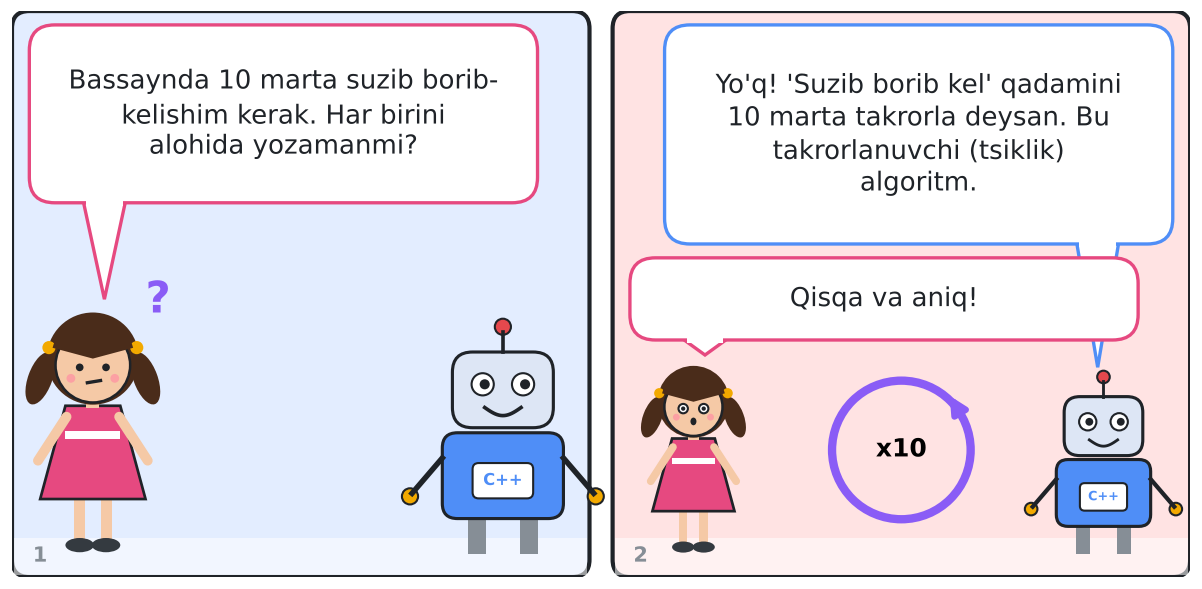 Bassaynda 10 marta suzib borib-
kelishim kerak. Har birini
alohida yozamanmi?
?
C++
1
Yo'q! 'Suzib borib kel' qadamini
10 marta takrorla deysan. Bu
takrorlanuvchi (tsiklik)
algoritm.
Qisqa va aniq!
x10
C++
2